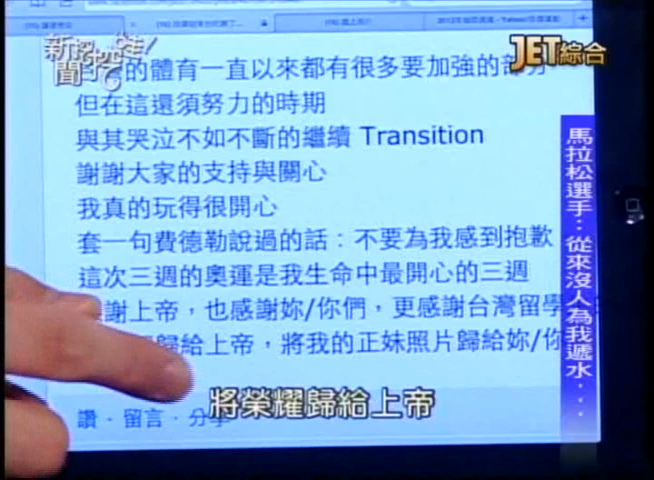 新聞挖挖哇!
JET綜合
的體育一直以來都有很多要加強的部分
但在這還須努力的時期
與其哭泣不如不斷的繼續 Transition
謝謝大家的支持與關心
我真的玩得很開心
套一句費德勒說過的話：不要為我感到抱歉
這次三週的奧運是我生命中最開心的三週
謝上帝，也感謝妳/你們，更感謝台灣留學
歸給上帝，將我的正妹照片歸給妳/你
讚 · 留言 · 分享
將榮耀歸給上帝
馬拉松選手:從來沒人為我遞水...